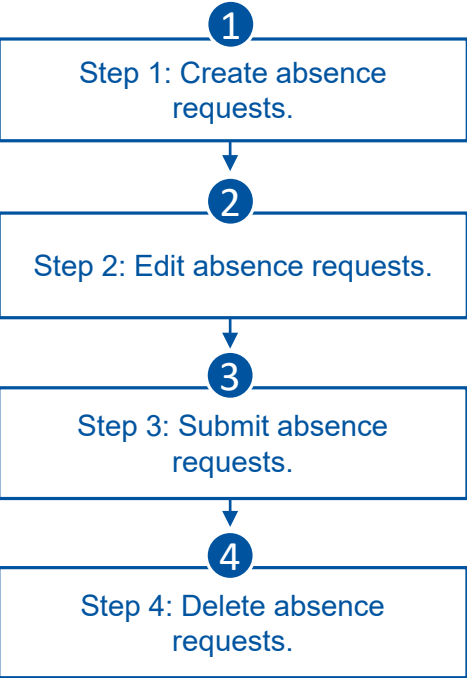 1
Step 1: Create absence
requests.
2
Step 2: Edit absence requests.
3
Step 3: Submit absence
requests.
4
Step 4: Delete absence
requests.